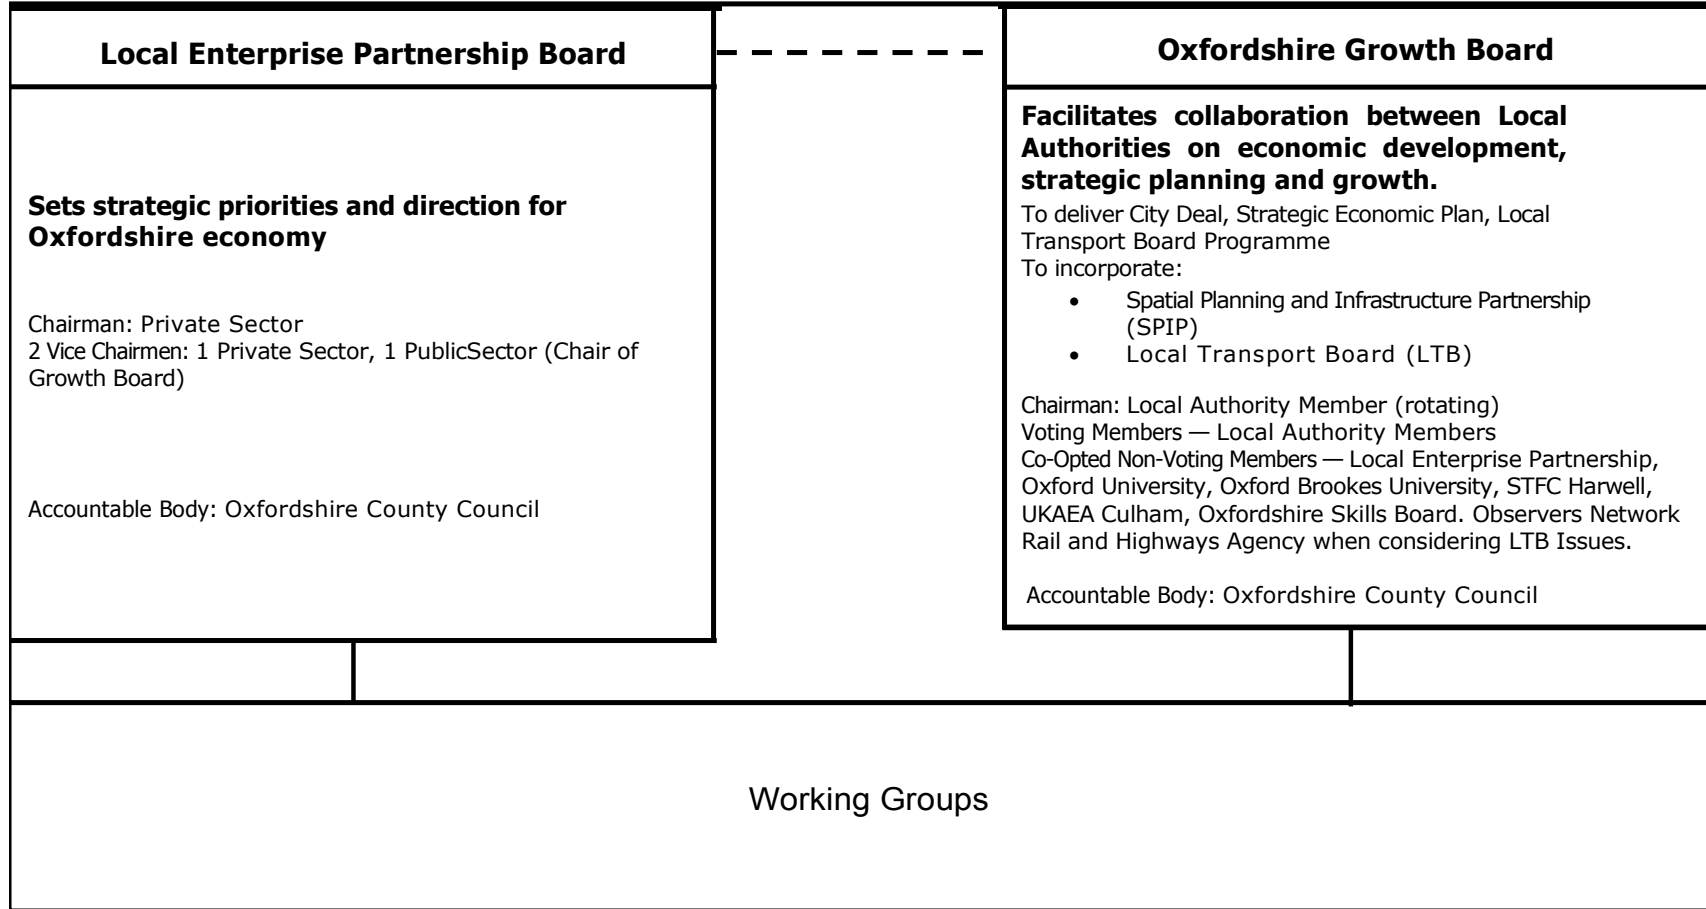 Local Enterprise Partnership Board
Sets strategic priorities and direction for
Oxfordshire economy
Chairman: Private Sector
2 Vice Chairmen: 1 Private Sector, 1 PublicSector (Chair of
Growth Board)
Accountable Body: Oxfordshire County Council
Oxfordshire Growth Board
Facilitates collaboration between Local
Authorities on economic development,
strategic planning and growth.
To deliver City Deal, Strategic Economic Plan, Local
Transport Board Programme
To incorporate:
• Spatial Planning and Infrastructure Partnership
(SPIP)
• Local Transport Board (LTB)
Chairman: Local Authority Member (rotating)
Voting Members — Local Authority Members
Co-Opted Non-Voting Members — Local Enterprise Partnership,
Oxford University, Oxford Brookes University, STFC Harwell,
UKAEA Culham, Oxfordshire Skills Board. Observers Network
Rail and Highways Agency when considering LTB Issues.
Accountable Body: Oxfordshire County Council
Working Groups